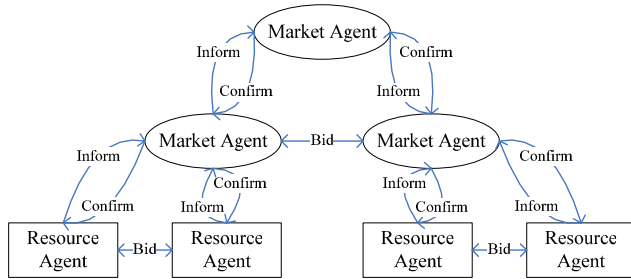 Market Agent
Inform
Confirm
Confirm
Inform
Market Agent
Bid
Market Agent
Inform
Confirm
Confirm
Inform
Inform
Confirm
Confirm
Inform
Resource
Agent
Bid
Resource
Agent
Resource
Agent
Bid
Resource
Agent